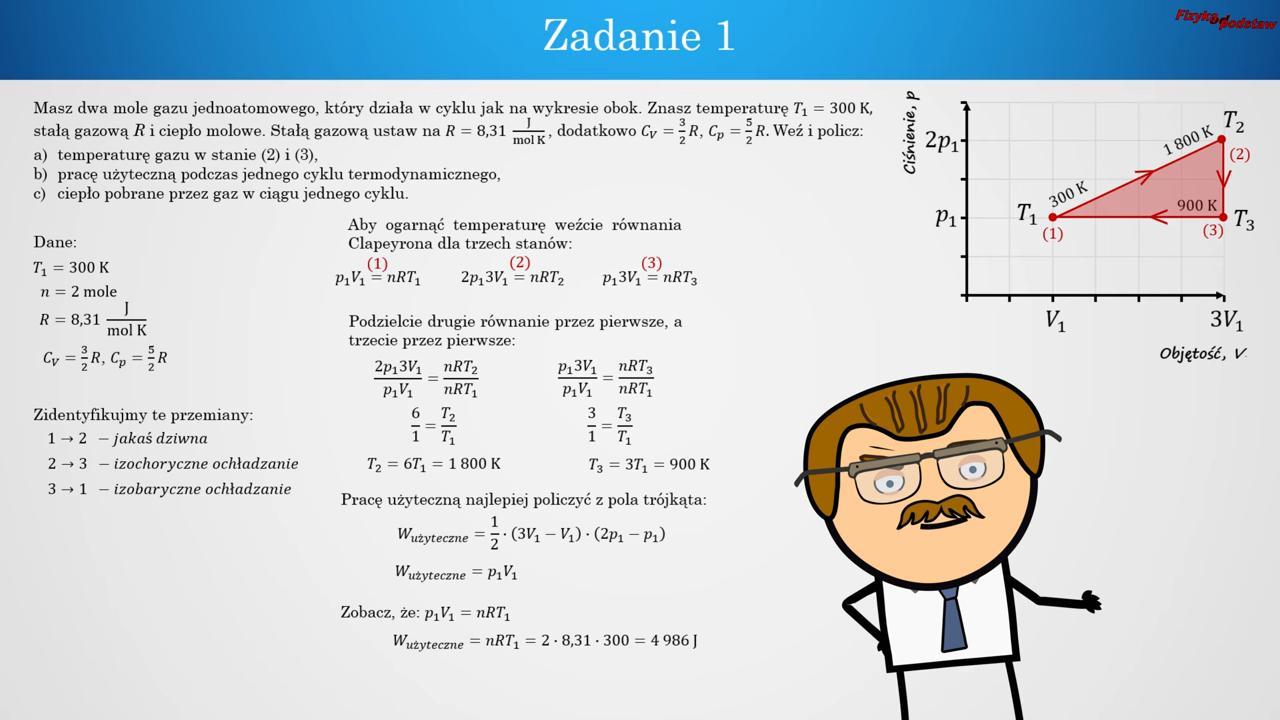 Zadanie 1
Fizyka od podstaw
Masz dwa mole gazu jednoatomowego, który działa w cyklu jak na wykresie obok. Znasz temperaturę T₁ = 300 K,
stałą gazową R i ciepło molowe. Stałą gazową ustaw na R = 8,31 J/(mol K), dodatkowo C_V = 3/2 R, C_p = 5/2 R. Weź i policz:
a) temperaturę gazu w stanie (2) i (3),
b) pracę użyteczną podczas jednego cyklu termodynamicznego,
c) ciepło pobrane przez gaz w ciągu jednego cyklu.
Dane:
T₁ = 300 K
n = 2 mole
R = 8,31 J/(mol K)
C_V = 3/2 R, C_p = 5/2 R
Zidentyfikujmy te przemiany:
1 → 2 – jakaś dziwna
2 → 3 – izochoryczne ochładzanie
3 → 1 – izobaryczne ochładzanie
Aby ogarnąć temperaturę weźcie równania
Clapeyrona dla trzech stanów:
(1) (2) (3)
p₁V₁ = nRT₁ 2p₁3V₁ = nRT₂ p₁3V₁ = nRT₃
Podzielcie drugie równanie przez pierwsze, a
trzecie przez pierwsze:
2p₁3V₁/p₁V₁ = nRT₂/nRT₁ p₁3V₁/p₁V₁ = nRT₃/nRT₁
6/1 = T₂/T₁ 3/1 = T₃/T₁
T₂ = 6T₁ = 1 800 K T₃ = 3T₁ = 900 K
Pracę użyteczną najlepiej policzyć z pola trójkąta:
W_użyteczne = 1/2 · (3V₁ − V₁) · (2p₁ − p₁)
W_użyteczne = p₁V₁
Zobacz, że: p₁V₁ = nRT₁
W_użyteczne = nRT₁ = 2 · 8,31 · 300 = 4 986 J
Ciśnienie, p
2p₁
p₁
T₁
(1)
300 K
1 800 K
T₂
(2)
900 K
T₃
(3)
V₁
3V₁
Objętość, V